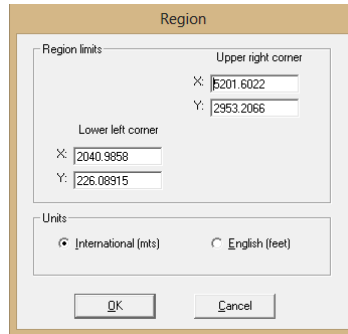 Region
Region limits
Upper right corner
X: 5201.6022
Y: 2953.2066
Lower left corner
X: 2040.9858
Y: 226.08915
Units
International (mts)
English (feet)
OK
Cancel